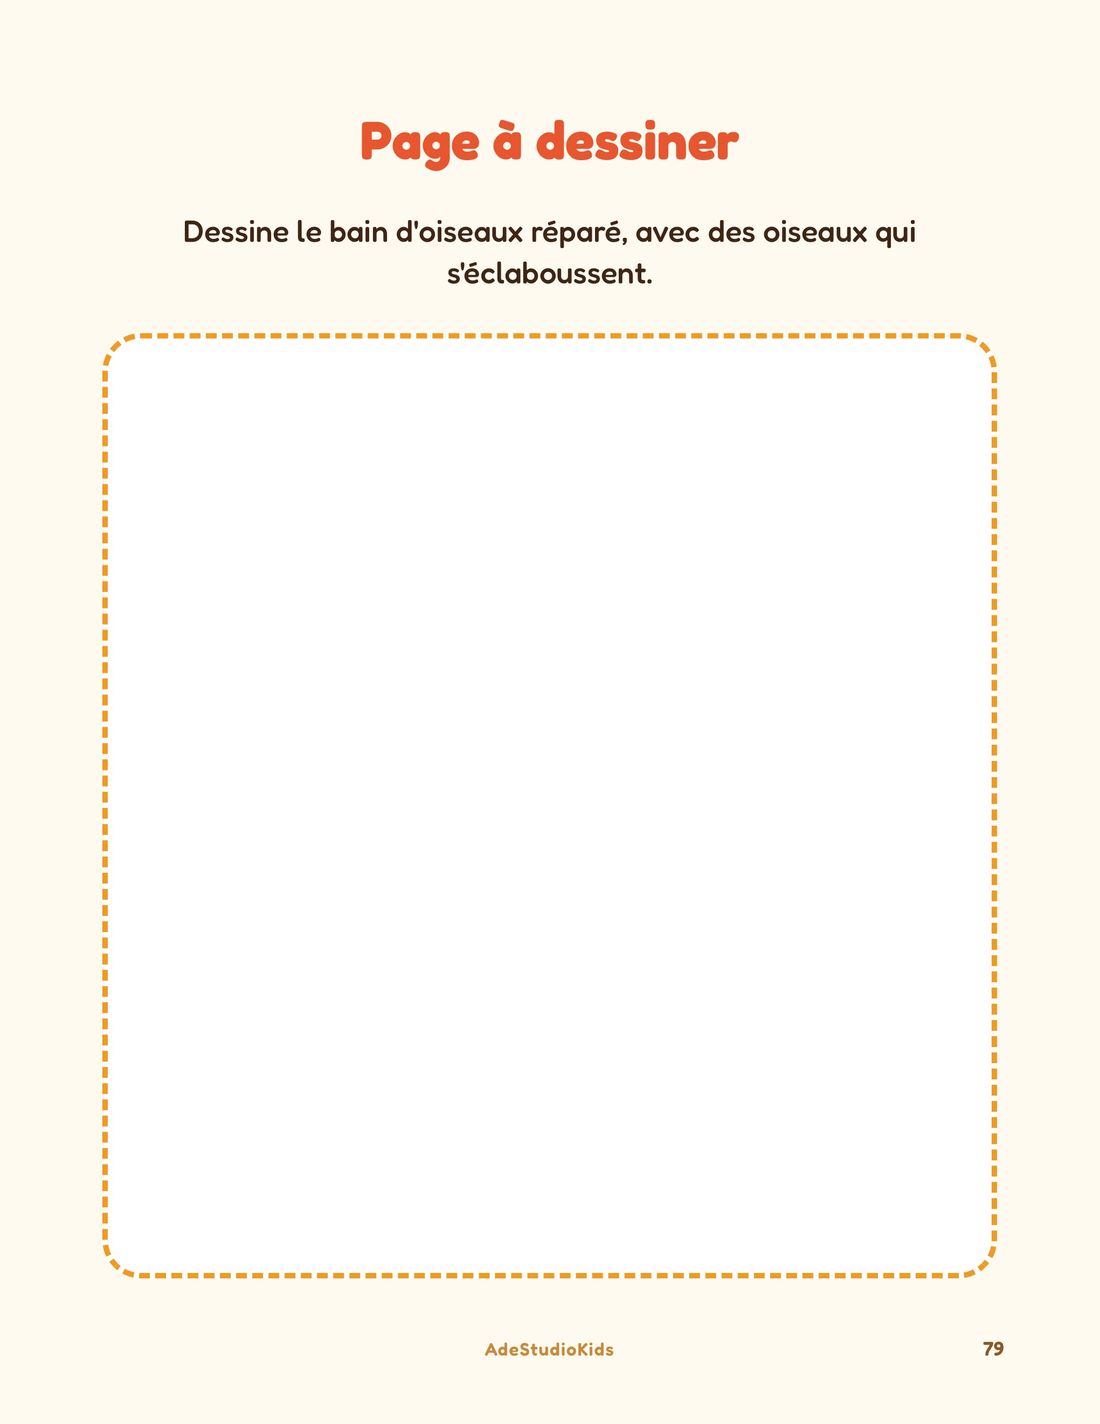 Page à dessiner
Dessine le bain d'oiseaux réparé, avec des oiseaux qui
s'éclaboussent.
AdeStudioKids
79